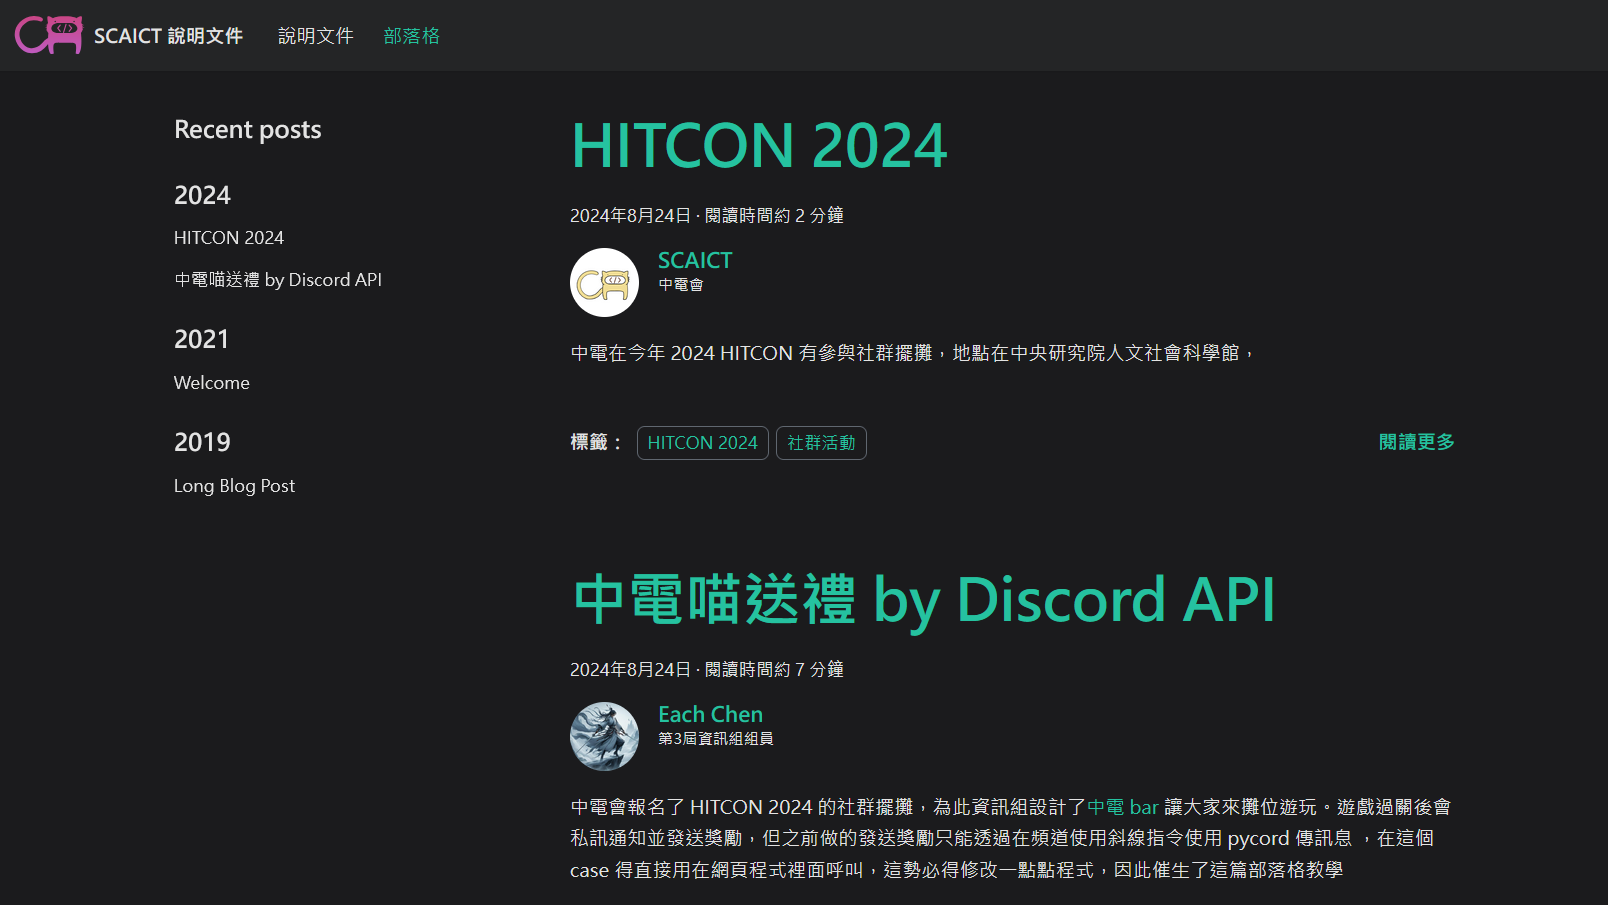 SCAICT 說明文件
說明文件
部落格
Recent posts
2024
HITCON 2024
中電喵送禮 by Discord API
2021
Welcome
2019
Long Blog Post
HITCON 2024
2024年8月24日 · 閱讀時間約 2 分鐘
SCAICT
中電會
中電在今年 2024 HITCON 有參與社群擺攤，地點在中央研究院人文社會科學館，
標籤：
HITCON 2024
社群活動
閱讀更多
中電喵送禮 by Discord API
2024年8月24日 · 閱讀時間約 7 分鐘
Each Chen
第3屆資訊組組員
中電會報名了 HITCON 2024 的社群擺攤，為此資訊組設計了中電 bar 讓大家來攤位遊玩。遊戲過關後會
私訊通知並發送獎勵，但之前做的發送獎勵只能透過在頻道使用斜線指令使用 pycord 傳訊息 ，在這個
case 得直接用在網頁程式裡面呼叫，這勢必得修改一點點程式，因此催生了這篇部落格教學